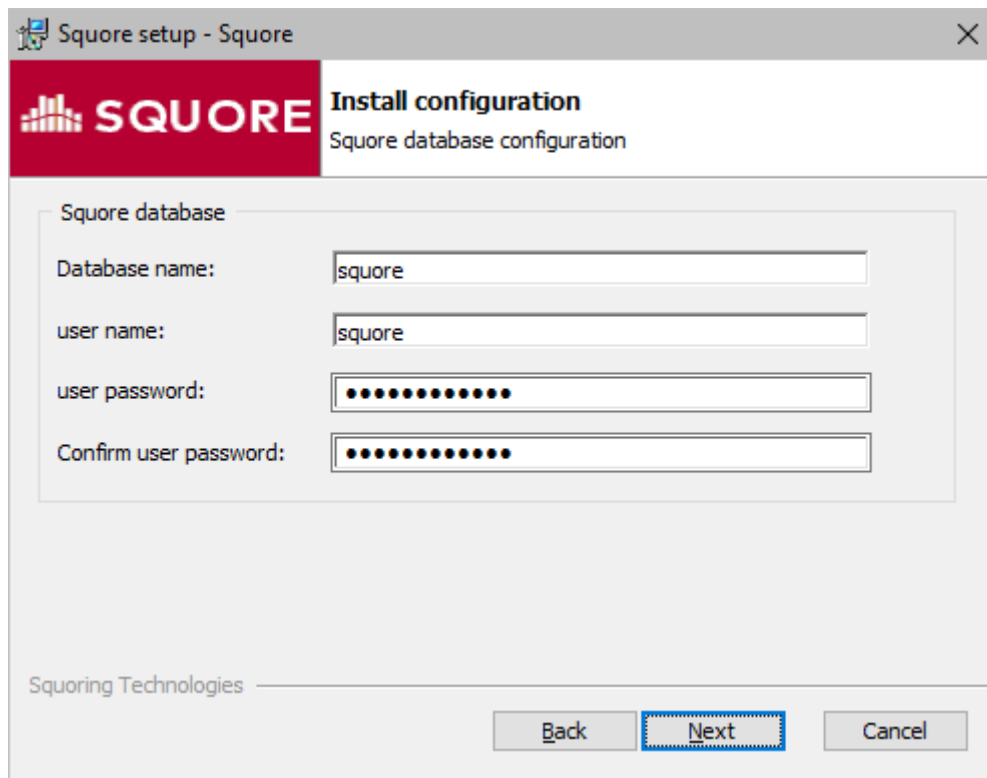 Squore setup - Squore
SQUORE
Install configuration
Squore database configuration
Squore database
Database name:
squore
user name:
squore
user password:
●●●●●●●●●●●●
Confirm user password:
●●●●●●●●●●●●
Squoring Technologies
Back
Next
Cancel